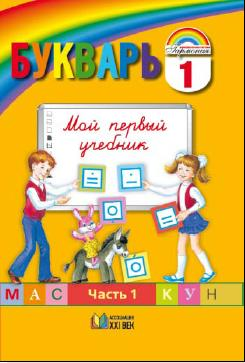 Гармония
БУКВАРЬ 1
Мой первый
учебник
М А С Часть 1 К У Н
АССОЦИАЦИЯ
XXI ВЕК